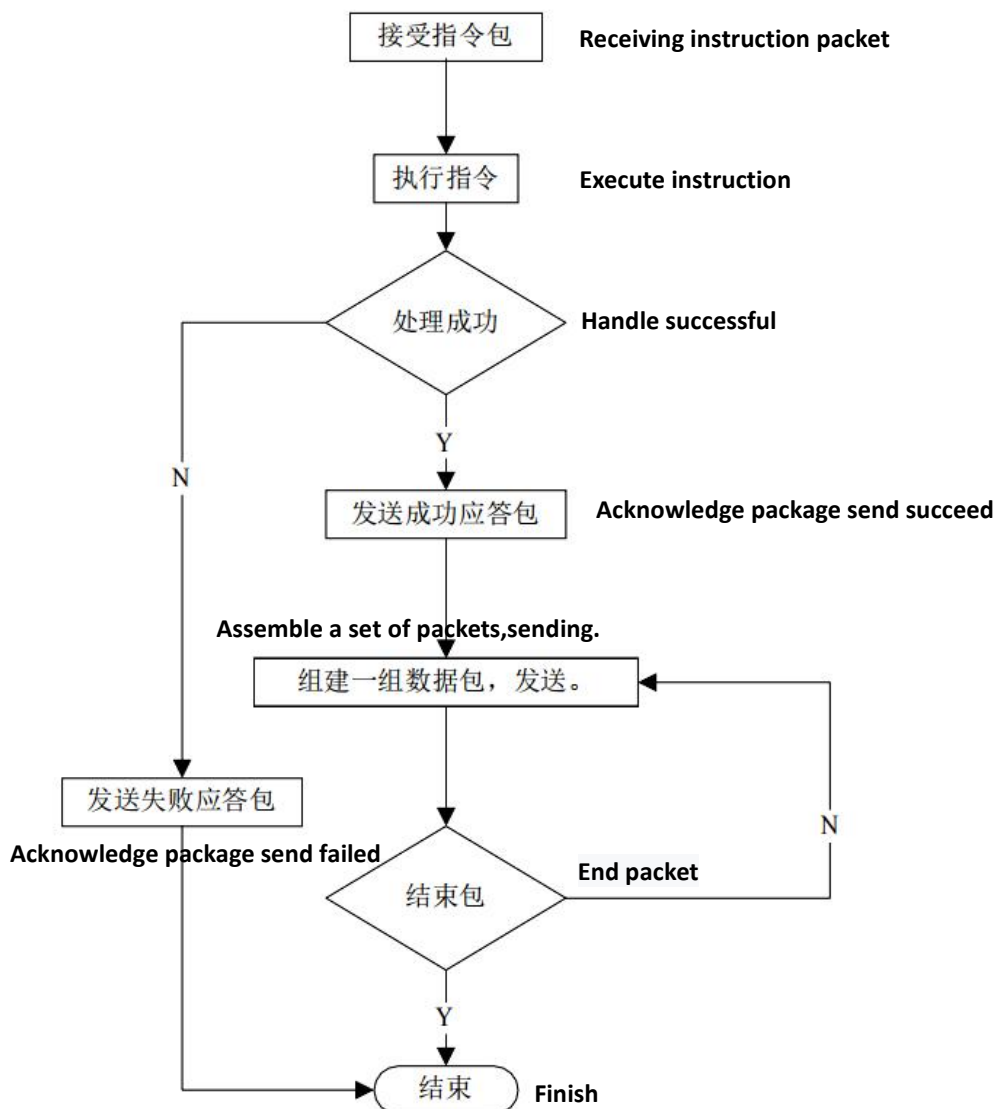 接受指令包
Receiving instruction packet
执行指令
Execute instruction
处理成功
Handle successful
Y
N
发送成功应答包
Acknowledge package send succeed
Assemble a set of packets,sending.
组建一组数据包，发送。
发送失败应答包
N
Acknowledge package send failed
结束包
End packet
Y
结束
Finish